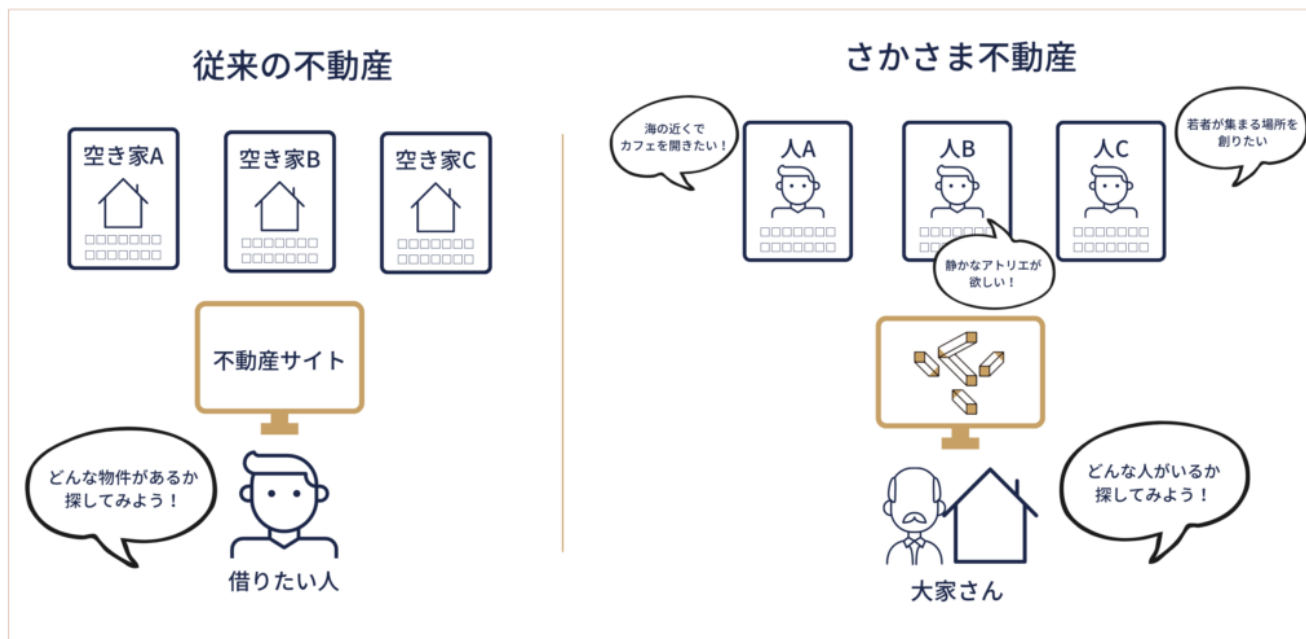 従来の不動産
空き家A
空き家B
空き家C
不動産サイト
どんな物件があるか
探してみよう！
借りたい人
さかさま不動産
海の近くで
カフェを開きたい！
人A
人B
人C
若者が集まる場所を
創りたい
静かなアトリエが
欲しい！
どんな人がいるか
探してみよう！
大家さん